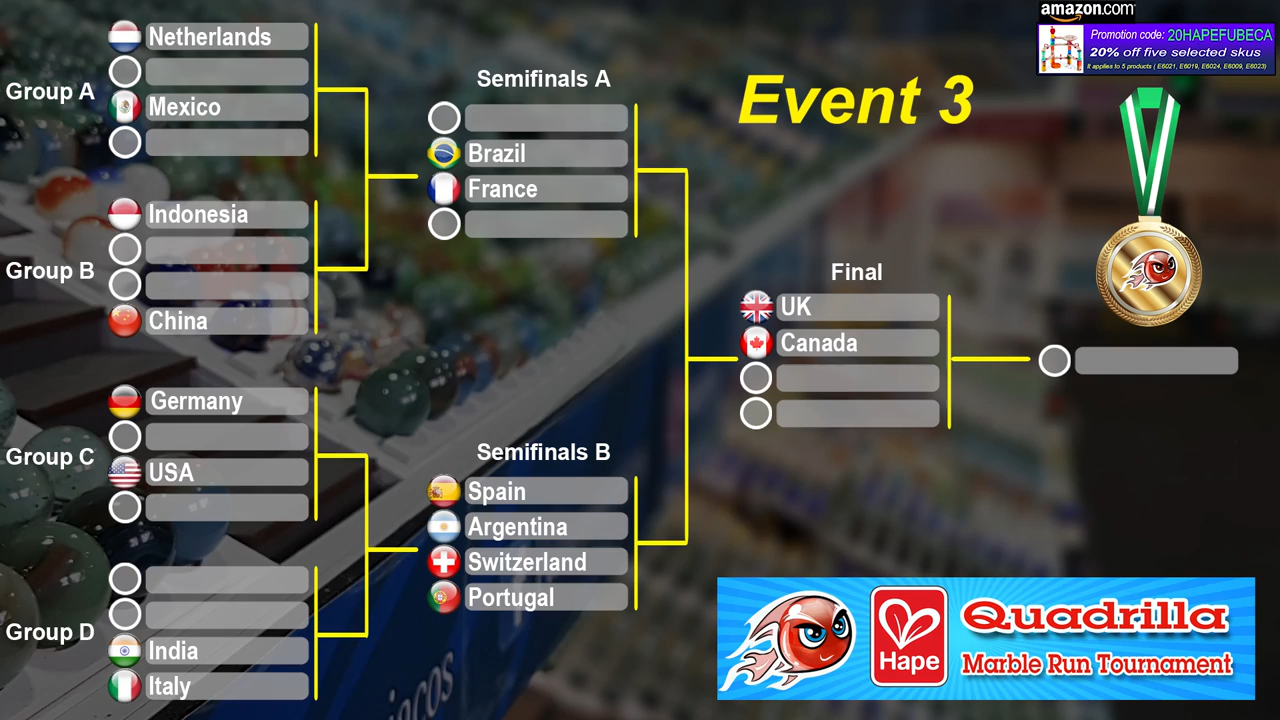 amazon.com
Promotion code: 20HAPEFUBECA
20% off five selected skus
it applies to 5 products ( E6021, E6019, E6024, E6009, E6023)
Event 3
Group A
Netherlands
Mexico
Group B
Indonesia
China
Group C
Germany
USA
Group D
India
Italy
Semifinals A
Brazil
France
Semifinals B
Spain
Argentina
Switzerland
Portugal
Final
UK
Canada
Hape
Quadrilla
Marble Run Tournament